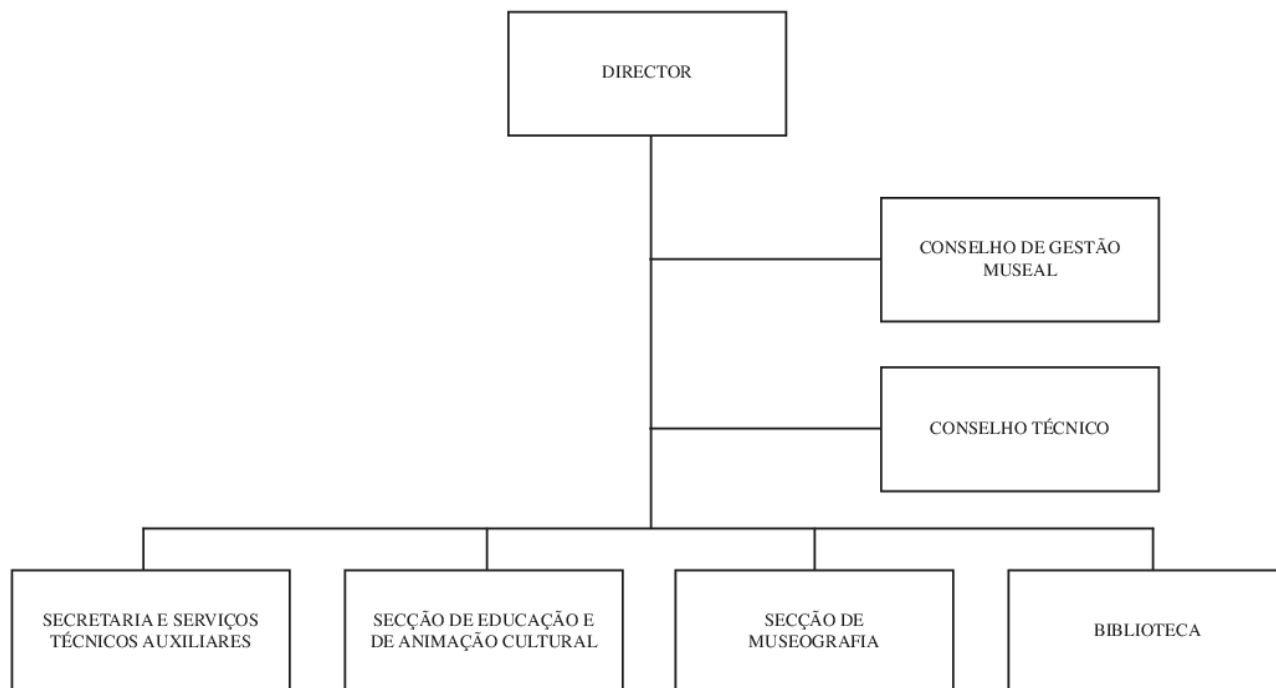 DIRECTOR
CONSELHO DE GESTÃO
MUSEAL
CONSELHO TÉCNICO
SECRETARIA E SERVIÇOS
TÉCNICOS AUXILIARES
SECÇÃO DE EDUCAÇÃO E
DE ANIMAÇÃO CULTURAL
SECÇÃO DE
MUSEOGRAFIA
BIBLIOTECA